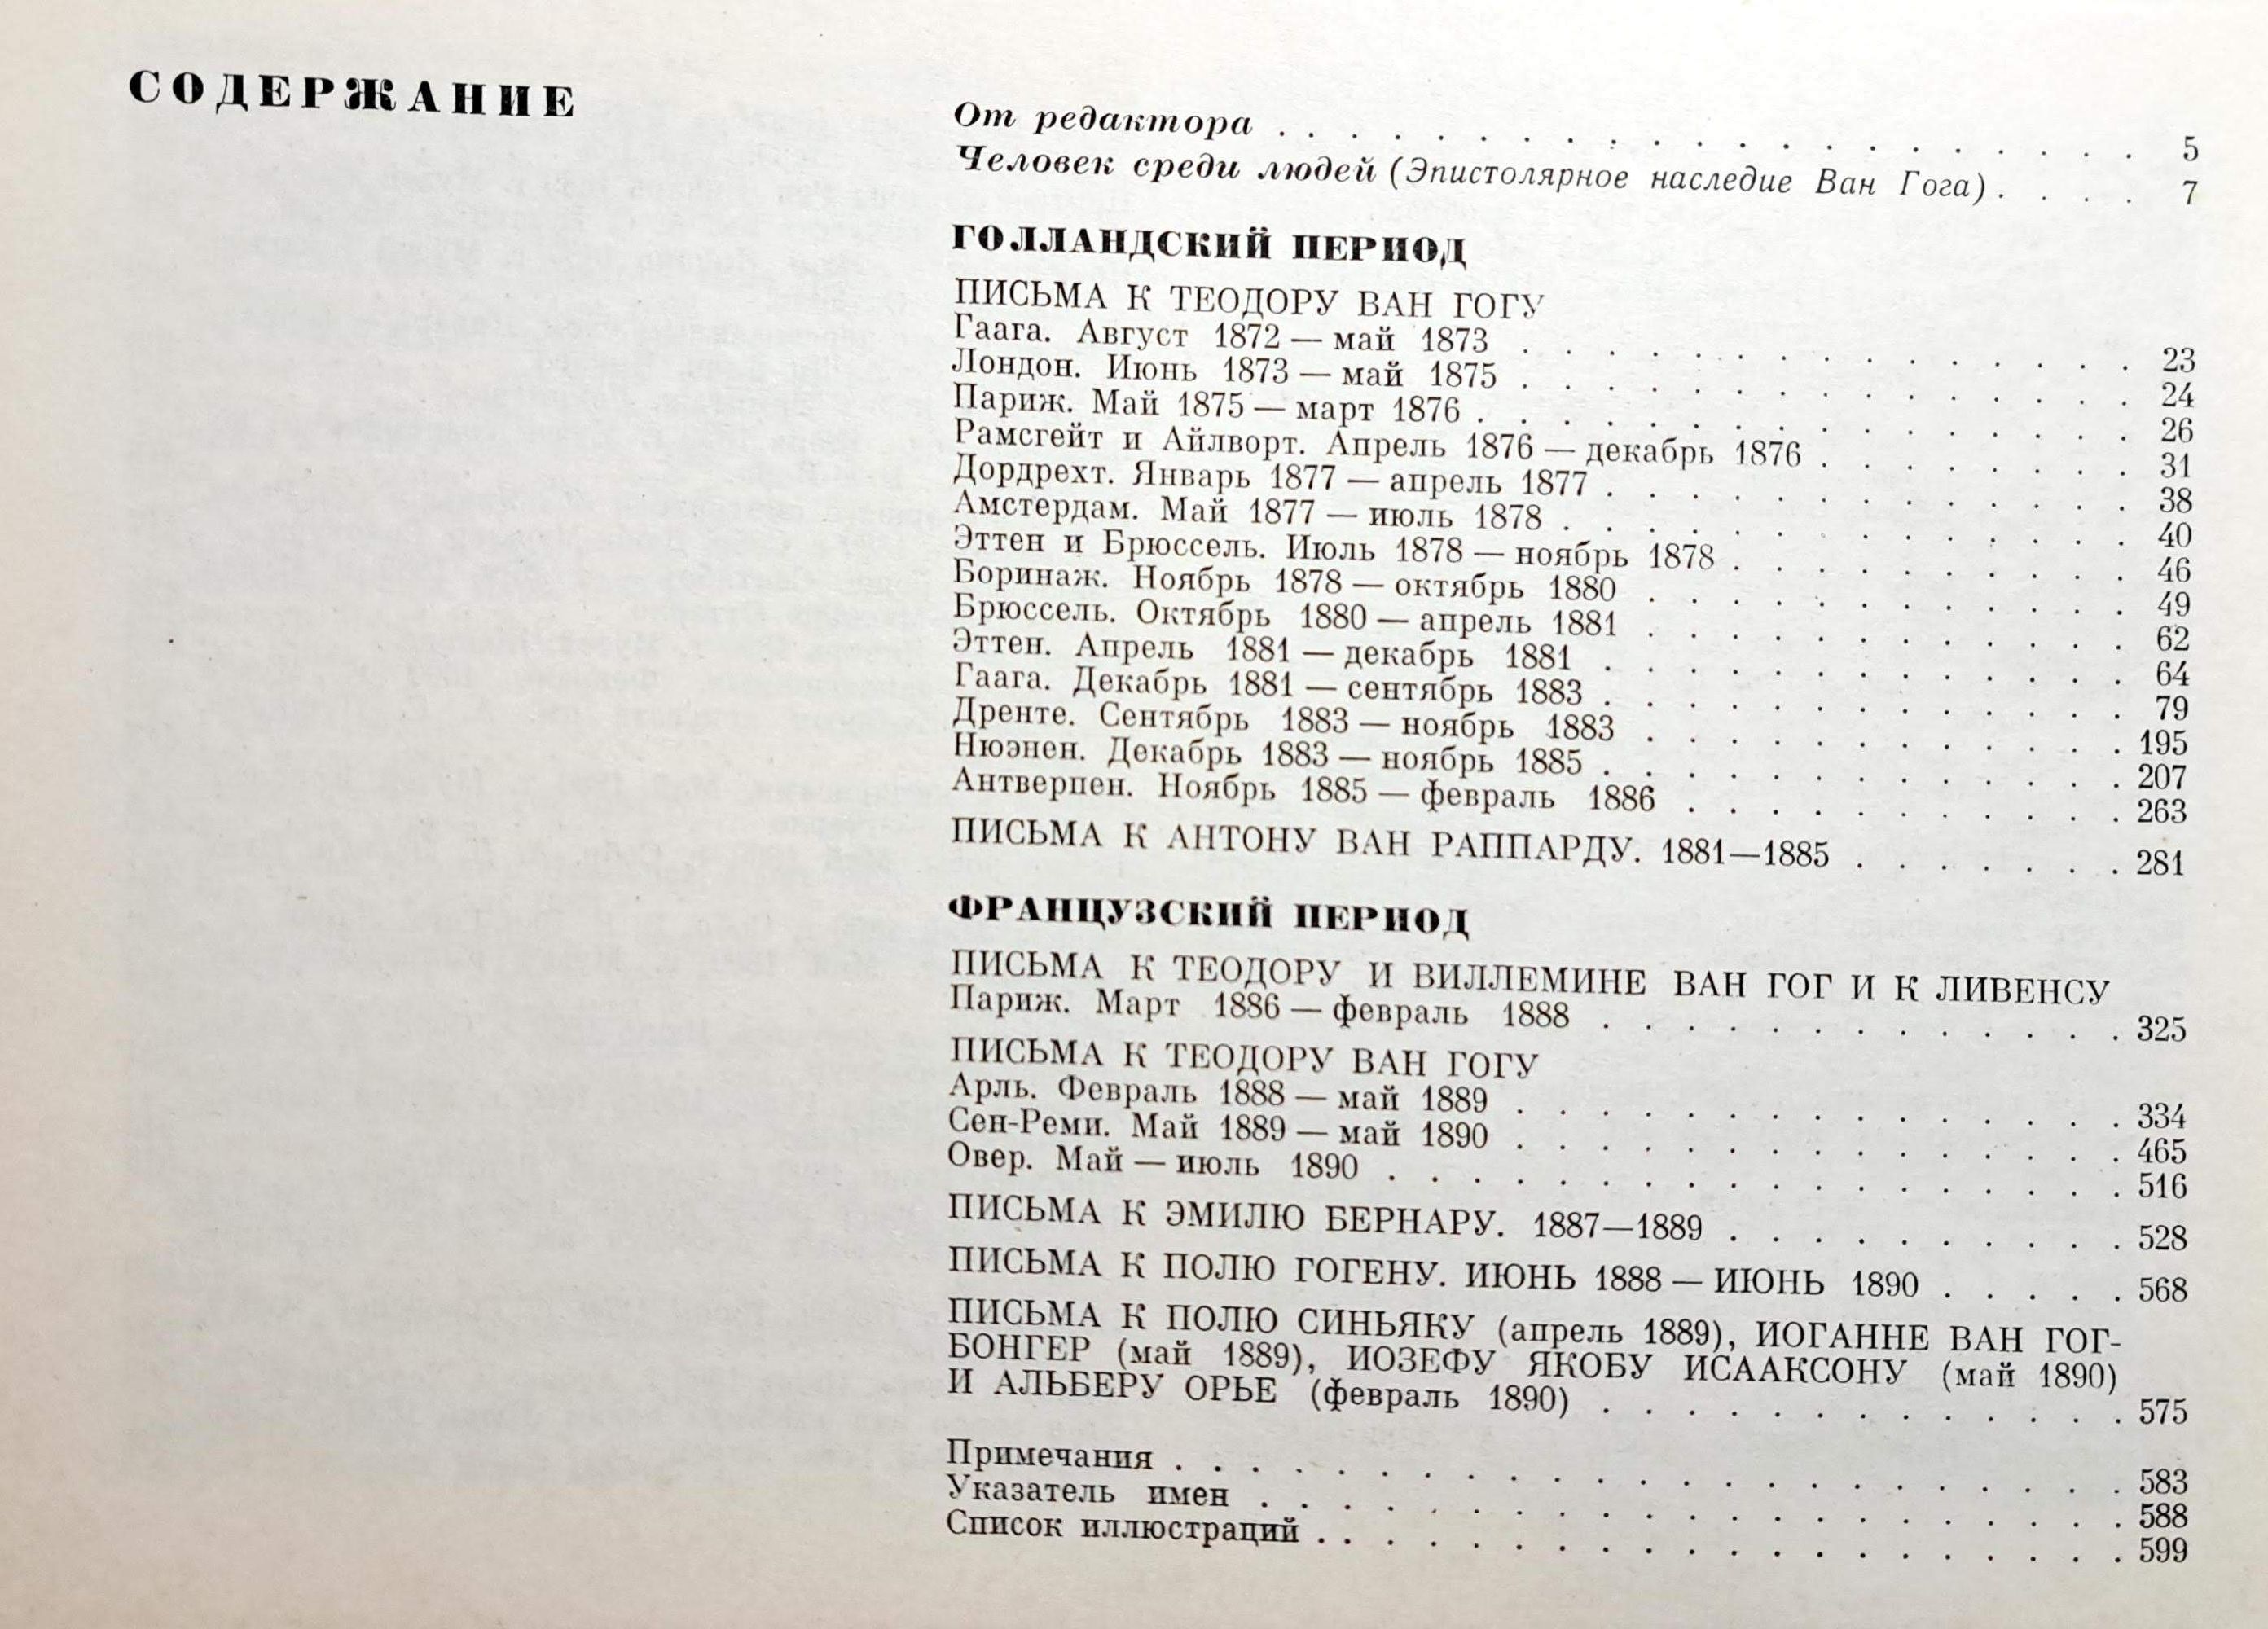 СОДЕРЖАНИЕ
От редактора . . . . . . . . . . . . . . . . . . . . 5
Человек среди людей (Эпистолярное наследие Ван Гога) . . . . 7
ГОЛЛАНДСКИЙ ПЕРИОД
ПИСЬМА К ТЕОДОРУ ВАН ГОГУ
Гаага. Август 1872 — май 1873 . . . . . . . . . . . . . . . 23
Лондон. Июнь 1873 — май 1875 . . . . . . . . . . . . . . . 24
Париж. Май 1875 — март 1876 . . . . . . . . . . . . . . . . 26
Рамсгейт и Айлворт. Апрель 1876 — декабрь 1876 . . . . . . . . 31
Дордрехт. Январь 1877 — апрель 1877 . . . . . . . . . . . . . 38
Амстердам. Май 1877 — июль 1878 . . . . . . . . . . . . . . 40
Эттен и Брюссель. Июль 1878 — ноябрь 1878 . . . . . . . . . . 46
Боринаж. Ноябрь 1878 — октябрь 1880 . . . . . . . . . . . . 49
Брюссель. Октябрь 1880 — апрель 1881 . . . . . . . . . . . . 62
Эттен. Апрель 1881 — декабрь 1881 . . . . . . . . . . . . . 64
Гаага. Декабрь 1881 — сентябрь 1883 . . . . . . . . . . . . . 79
Дренте. Сентябрь 1883 — ноябрь 1883 . . . . . . . . . . . . 195
Нюэнен. Декабрь 1883 — ноябрь 1885 . . . . . . . . . . . . . 207
Антверпен. Ноябрь 1885 — февраль 1886 . . . . . . . . . . . 263
ПИСЬМА К АНТОНУ ВАН РАППАРДУ. 1881—1885 . . . . . . . 281
ФРАНЦУЗСКИЙ ПЕРИОД
ПИСЬМА К ТЕОДОРУ И ВИЛЛЕМИНЕ ВАН ГОГ И К ЛИВЕНСУ
Париж. Март 1886 — февраль 1888 . . . . . . . . . . . . . 325
ПИСЬМА К ТЕОДОРУ ВАН ГОГУ
Арль. Февраль 1888 — май 1889 . . . . . . . . . . . . . . . 334
Сен-Реми. Май 1889 — май 1890 . . . . . . . . . . . . . . . 465
Овер. Май — июль 1890 . . . . . . . . . . . . . . . . . . 516
ПИСЬМА К ЭМИЛЮ БЕРНАРУ. 1887—1889 . . . . . . . . . . 528
ПИСЬМА К ПОЛЮ ГОГЕНУ. ИЮНЬ 1888 — ИЮНЬ 1890 . . . . . 568
ПИСЬМА К ПОЛЮ СИНЬЯКУ (апрель 1889), ИОГАННЕ ВАН ГОГ-
БОНГЕР (май 1889), ИОЗЕФУ ЯКОБУ ИСААКСОНУ (май 1890)
И АЛЬБЕРУ ОРЬЕ (февраль 1890) . . . . . . . . . . . . . 575
Примечания . . . . . . . . . . . . . . . . . . . . . . . 583
Указатель имен . . . . . . . . . . . . . . . . . . . . . 588
Список иллюстраций . . . . . . . . . . . . . . . . . . . . 599